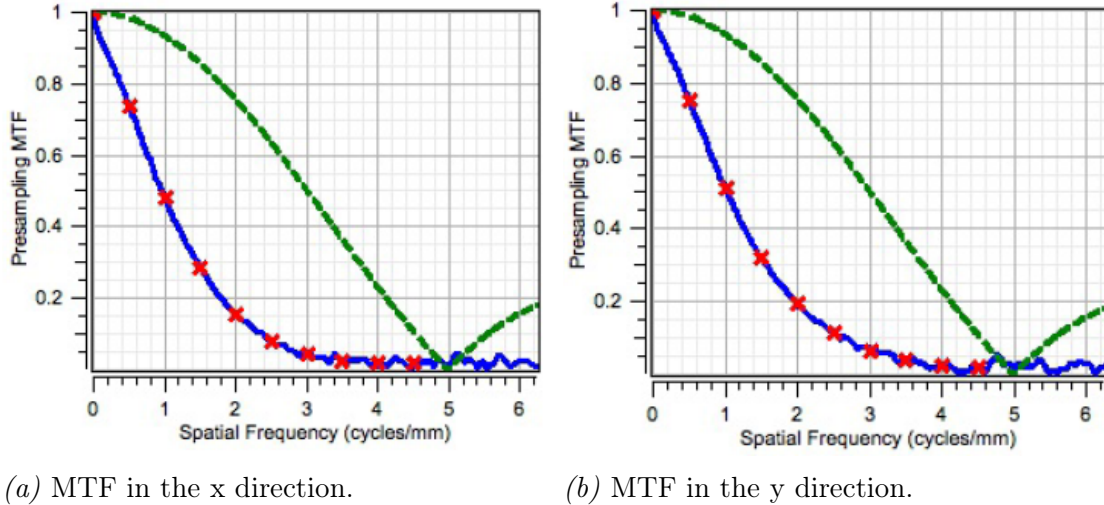 1
0.8
0.6
0.4
0.2
Presampling MTF
0 1 2 3 4 5 6
Spatial Frequency (cycles/mm)
(a) MTF in the x direction.
1
0.8
0.6
0.4
0.2
Presampling MTF
0 1 2 3 4 5 6
Spatial Frequency (cycles/mm)
(b) MTF in the y direction.